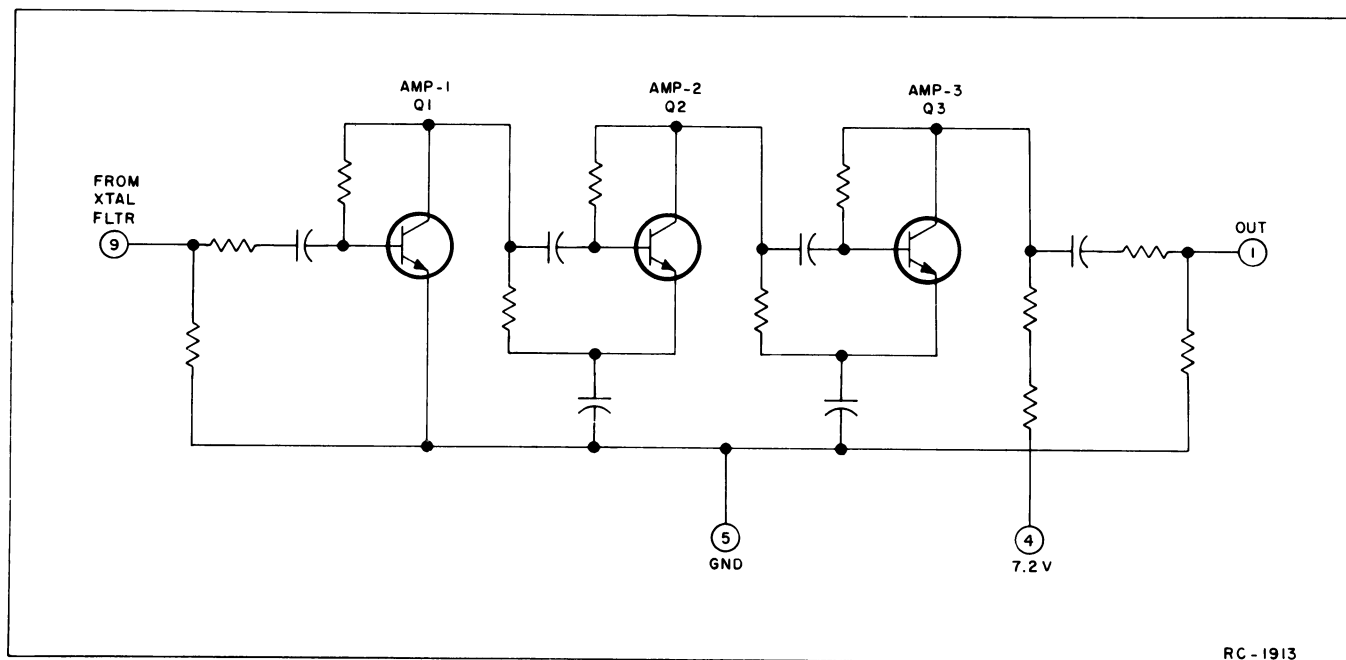 AMP-1
Q1
AMP-2
Q2
AMP-3
Q3
FROM
XTAL
FLTR
9
OUT
1
5
GND
4
7.2 V
RC-1913